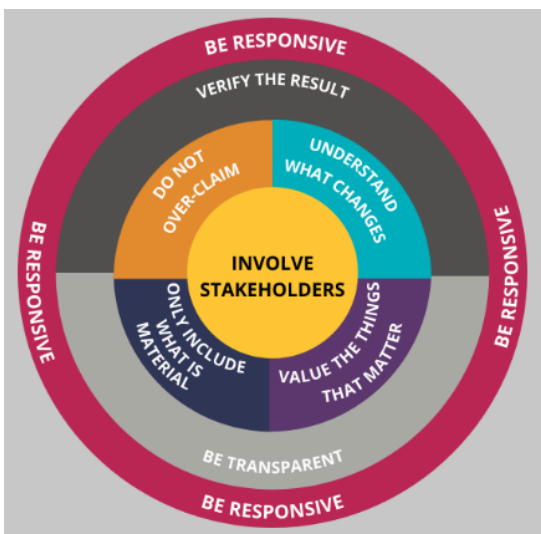 BE RESPONSIVE
VERIFY THE RESULT
DO NOT
OVER-CLAIM
UNDERSTAND
WHAT CHANGES
BE RESPONSIVE
INVOLVE
STAKEHOLDERS
BE RESPONSIVE
ONLY INCLUDE
WHAT IS
MATERIAL
VALUE THE THINGS
THAT MATTER
BE TRANSPARENT
BE RESPONSIVE